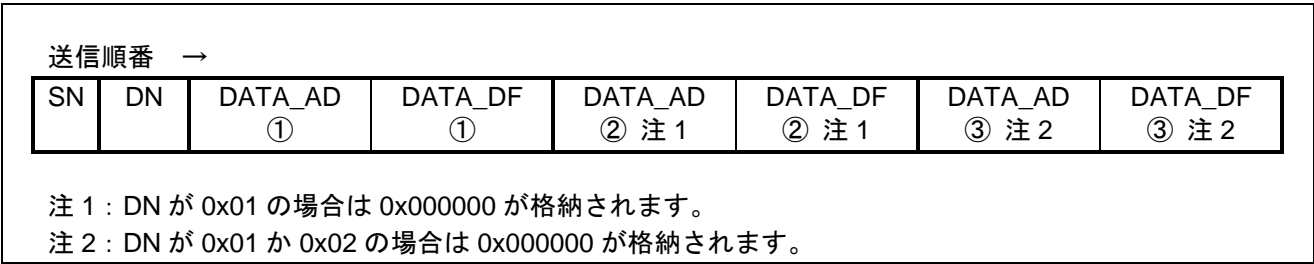 送信順番　→
SN DN DATA_AD DATA_DF DATA_AD DATA_DF DATA_AD DATA_DF
① ① ② 注 1 ② 注 1 ③ 注 2 ③ 注 2
注 1：DN が 0x01 の場合は 0x000000 が格納されます。
注 2：DN が 0x01 か 0x02 の場合は 0x000000 が格納されます。